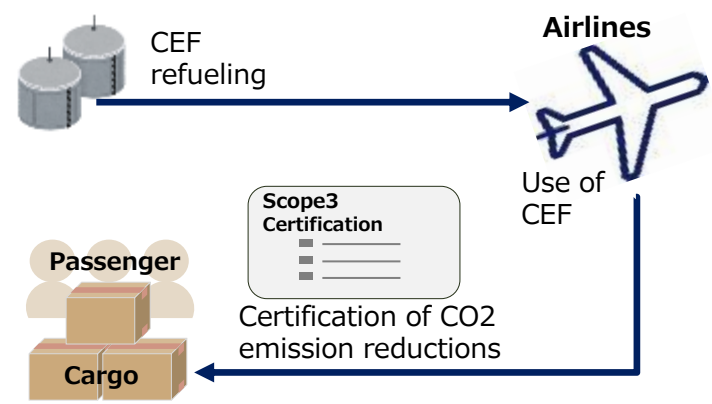 CEF
refueling
Airlines
Use of
CEF
Scope3
Certification
Certification of CO2
emission reductions
Passenger
Cargo